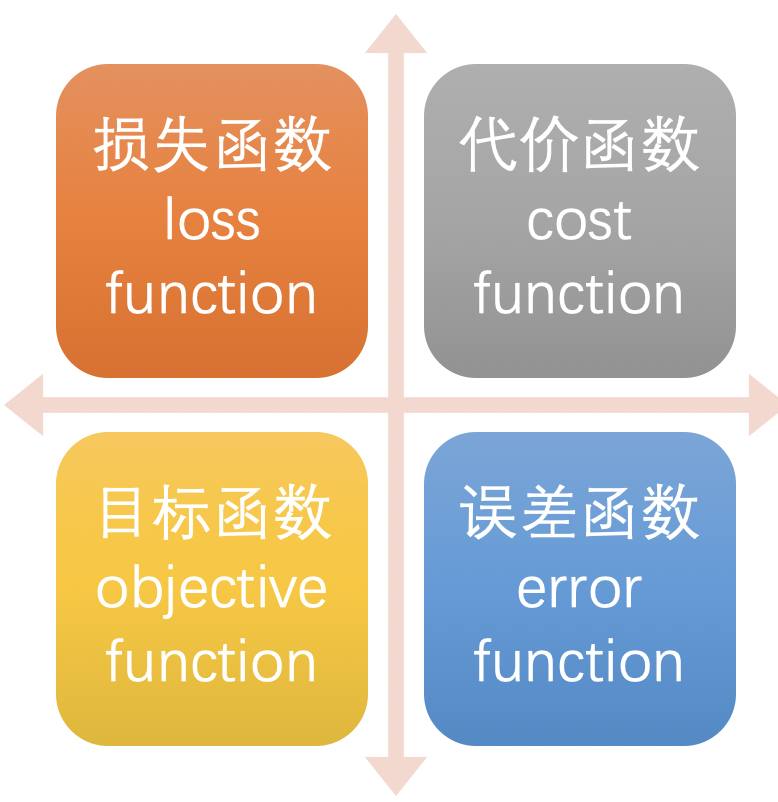 损失函数
loss
function
代价函数
cost
function
目标函数
objective
function
误差函数
error
function